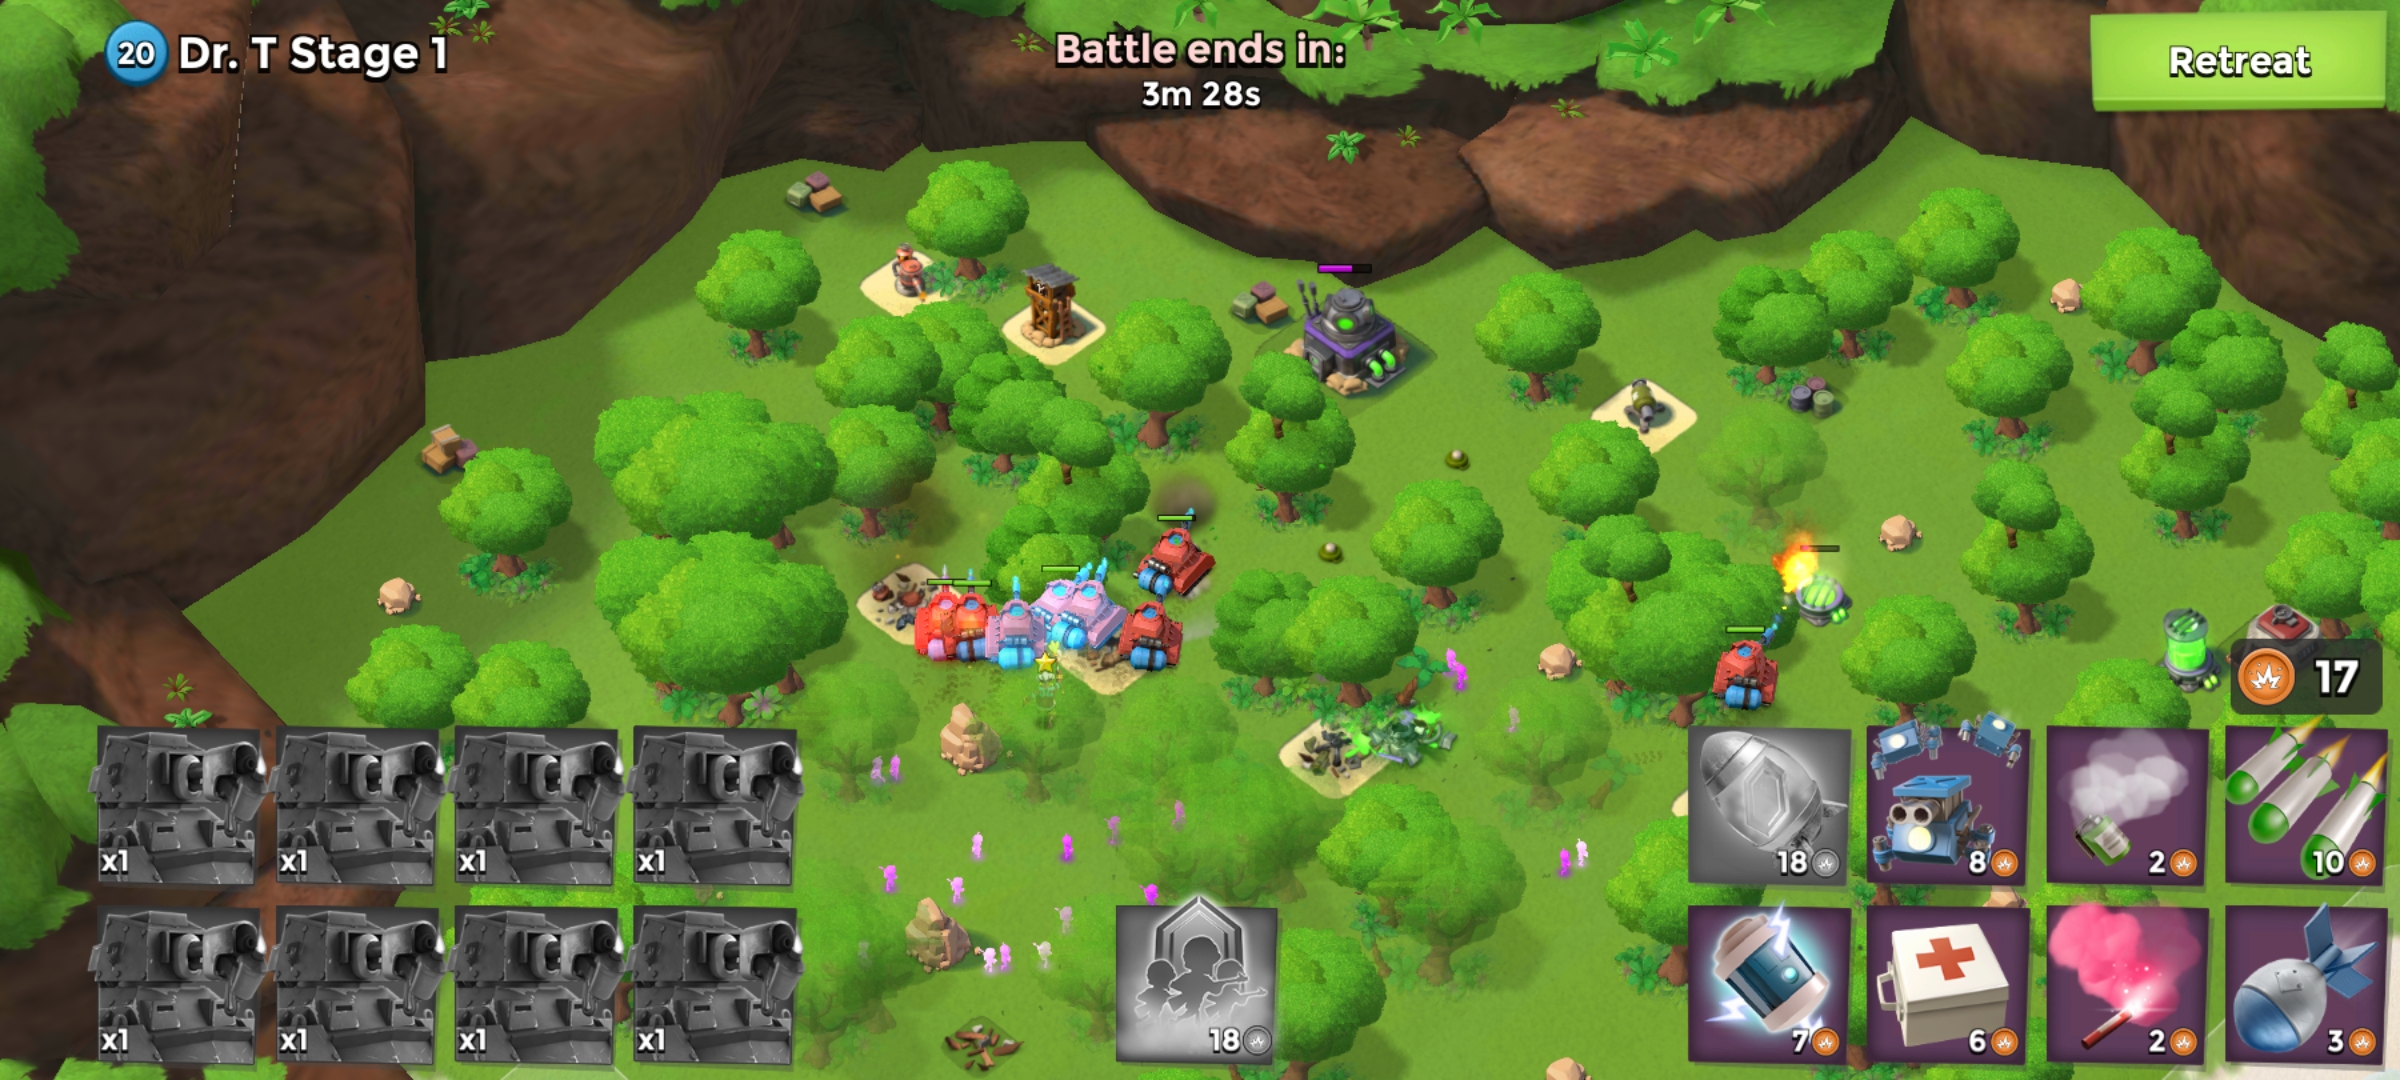 20 Dr. T Stage 1
Battle ends in:
3m 28s
Retreat
17
x1 x1 x1 x1
18 8 2 10
x1 x1 x1 x1
18
7 6 2 3